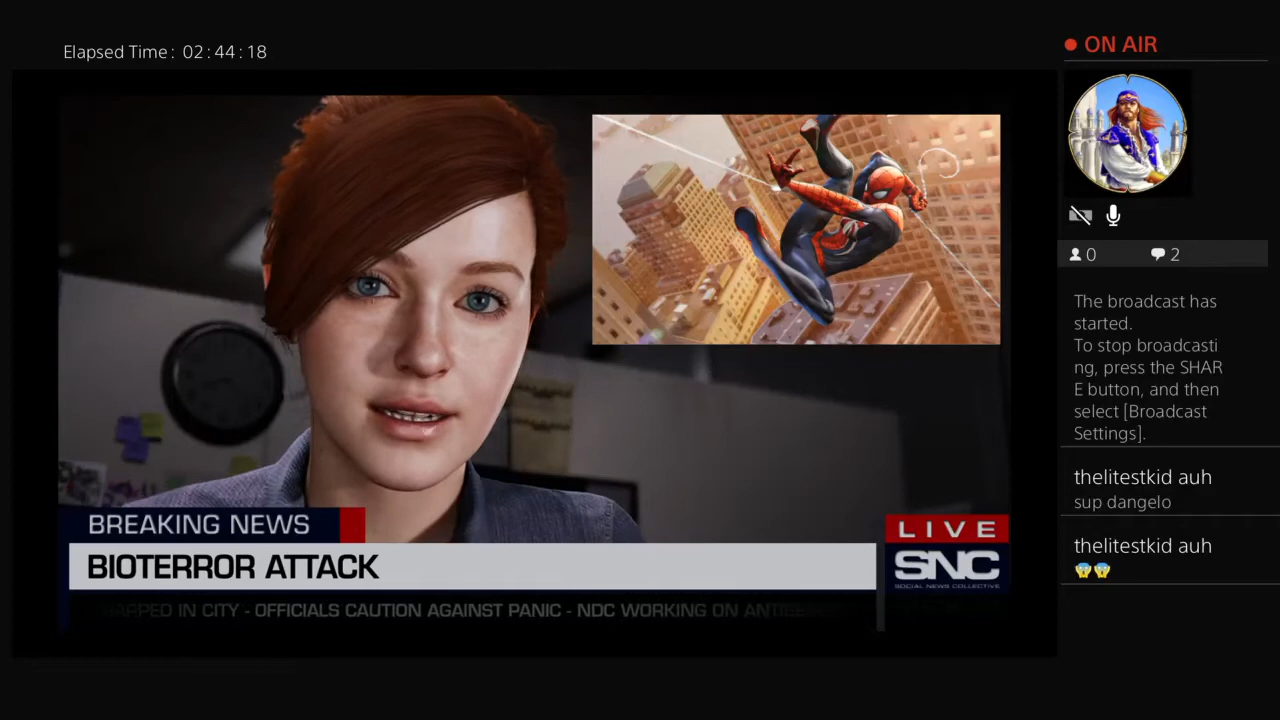 Elapsed Time: 02:44:18
ON AIR
0 2
The broadcast has
started.
To stop broadcasti
ng, press the SHAR
E button, and then
select [Broadcast
Settings].
thelitestkid auh
sup dangelo
thelitestkid auh
😱😱
BREAKING NEWS
LIVE
BIOTERROR ATTACK
SNC
SOCIAL NEWS COLLECTIVE
IN CITY - OFFICIALS CAUTION AGAINST PANIC - NDC WORKING ON